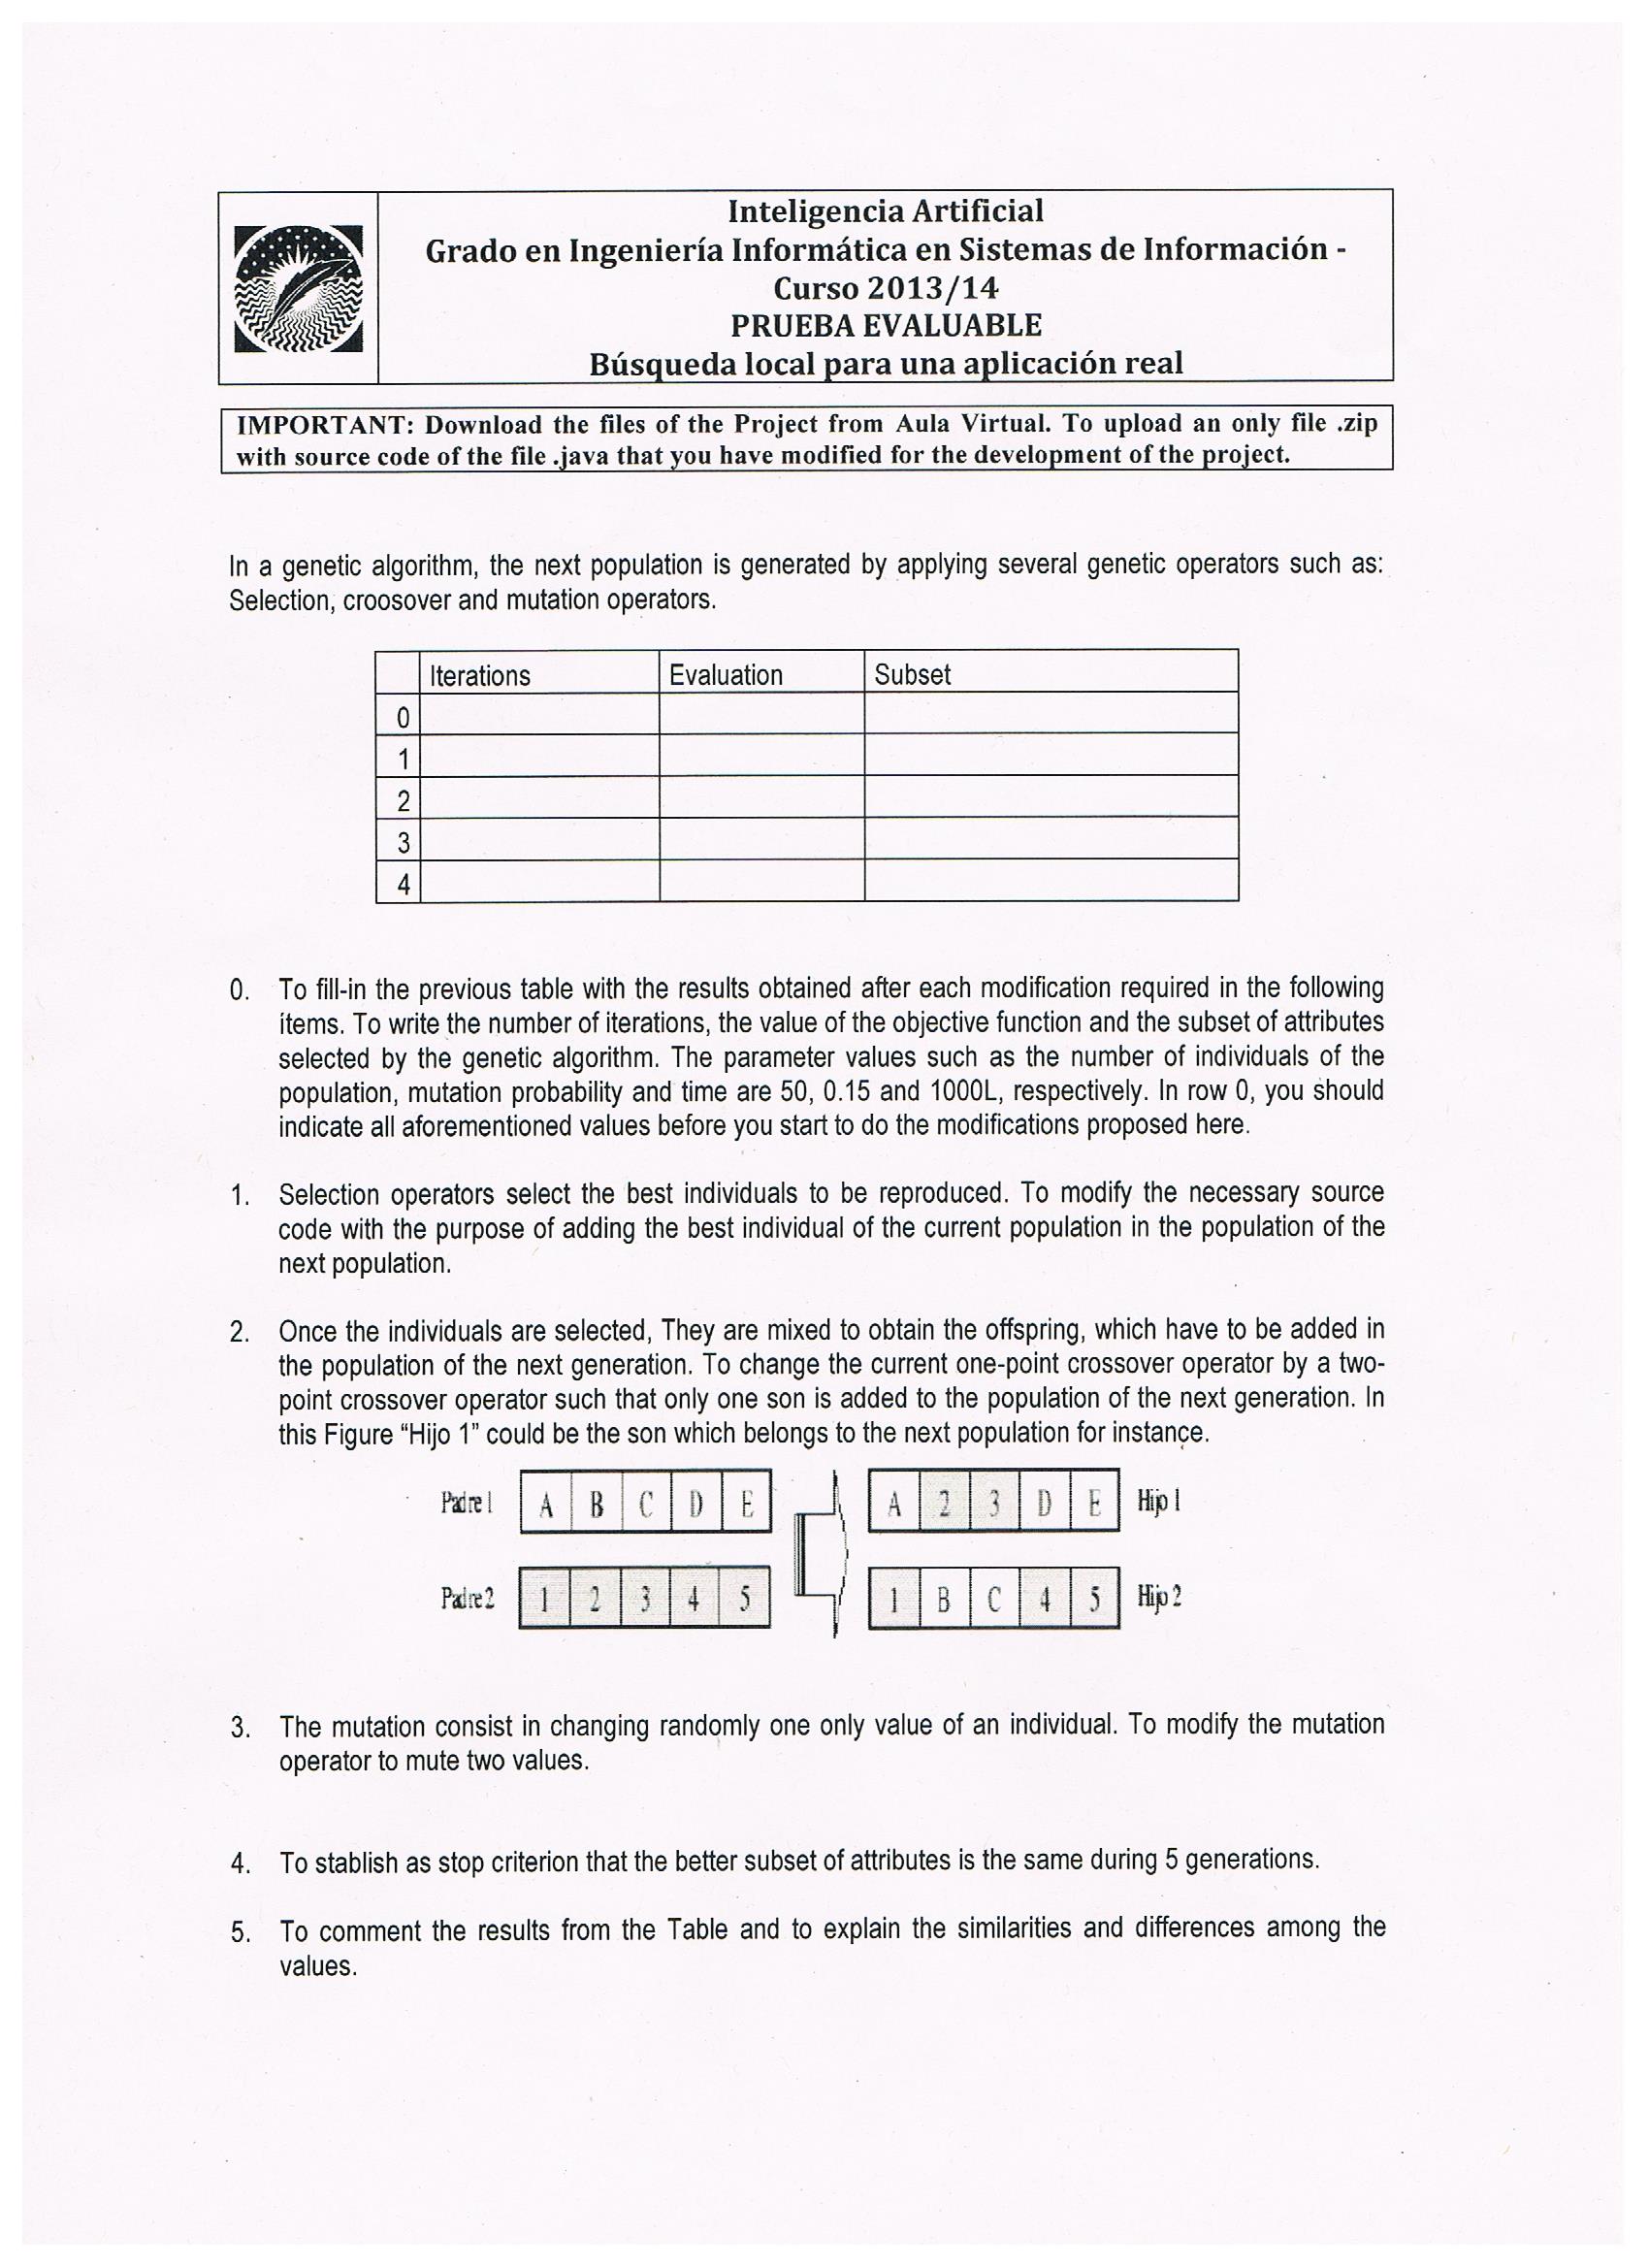 Inteligencia Artificial
Grado en Ingeniería Informática en Sistemas de Información -
Curso 2013/14
PRUEBA EVALUABLE
Búsqueda local para una aplicación real
IMPORTANT: Download the files of the Project from Aula Virtual. To upload an only file .zip
with source code of the file .java that you have modified for the development of the project.
In a genetic algorithm, the next population is generated by applying several genetic operators such as:
Selection, croosover and mutation operators.
Iterations Evaluation Subset
0
1
2
3
4
0. To fill-in the previous table with the results obtained after each modification required in the following
items. To write the number of iterations, the value of the objective function and the subset of attributes
selected by the genetic algorithm. The parameter values such as the number of individuals of the
population, mutation probability and time are 50, 0.15 and 1000L, respectively. In row 0, you should
indicate all aforementioned values before you start to do the modifications proposed here.
1. Selection operators select the best individuals to be reproduced. To modify the necessary source
code with the purpose of adding the best individual of the current population in the population of the
next population.
2. Once the individuals are selected, They are mixed to obtain the offspring, which have to be added in
the population of the next generation. To change the current one-point crossover operator by a two-
point crossover operator such that only one son is added to the population of the next generation. In
this Figure “Hijo 1” could be the son which belongs to the next population for instance.
Padre 1 A B C D E A 2 3 D E Hijo 1
Padre 2 1 2 3 4 5 1 B C 4 5 Hijo 2
3. The mutation consist in changing randomly one only value of an individual. To modify the mutation
operator to mute two values.
4. To stablish as stop criterion that the better subset of attributes is the same during 5 generations.
5. To comment the results from the Table and to explain the similarities and differences among the
values.